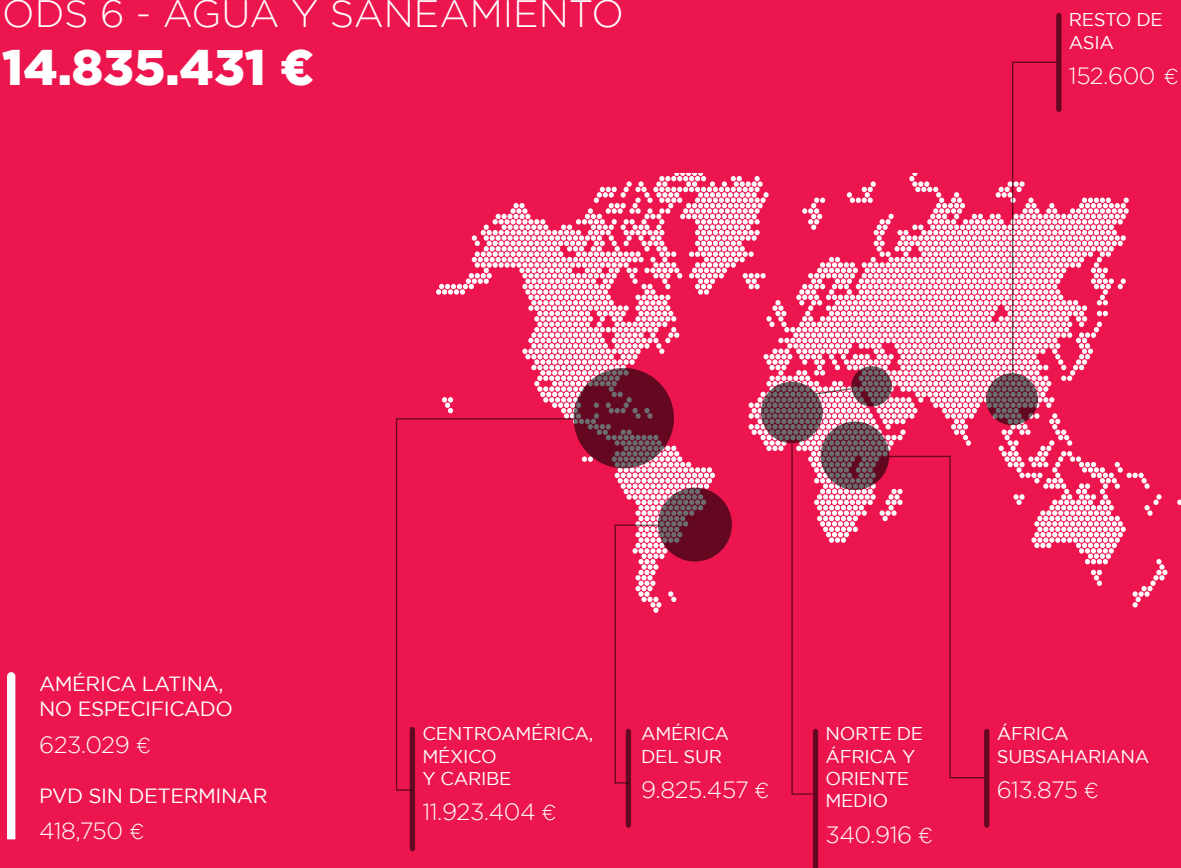 ODS 6 - AGUA Y SANEAMIENTO
14.835.431 €
RESTO DE
ASIA
152.600 €
AMÉRICA LATINA,
NO ESPECIFICADO
623.029 €
PVD SIN DETERMINAR
418,750 €
CENTROAMÉRICA,
MÉXICO
Y CARIBE
11.923.404 €
AMÉRICA
DEL SUR
9.825.457 €
NORTE DE
ÁFRICA Y
ORIENTE
MEDIO
340.916 €
ÁFRICA
SUBSAHARIANA
613.875 €